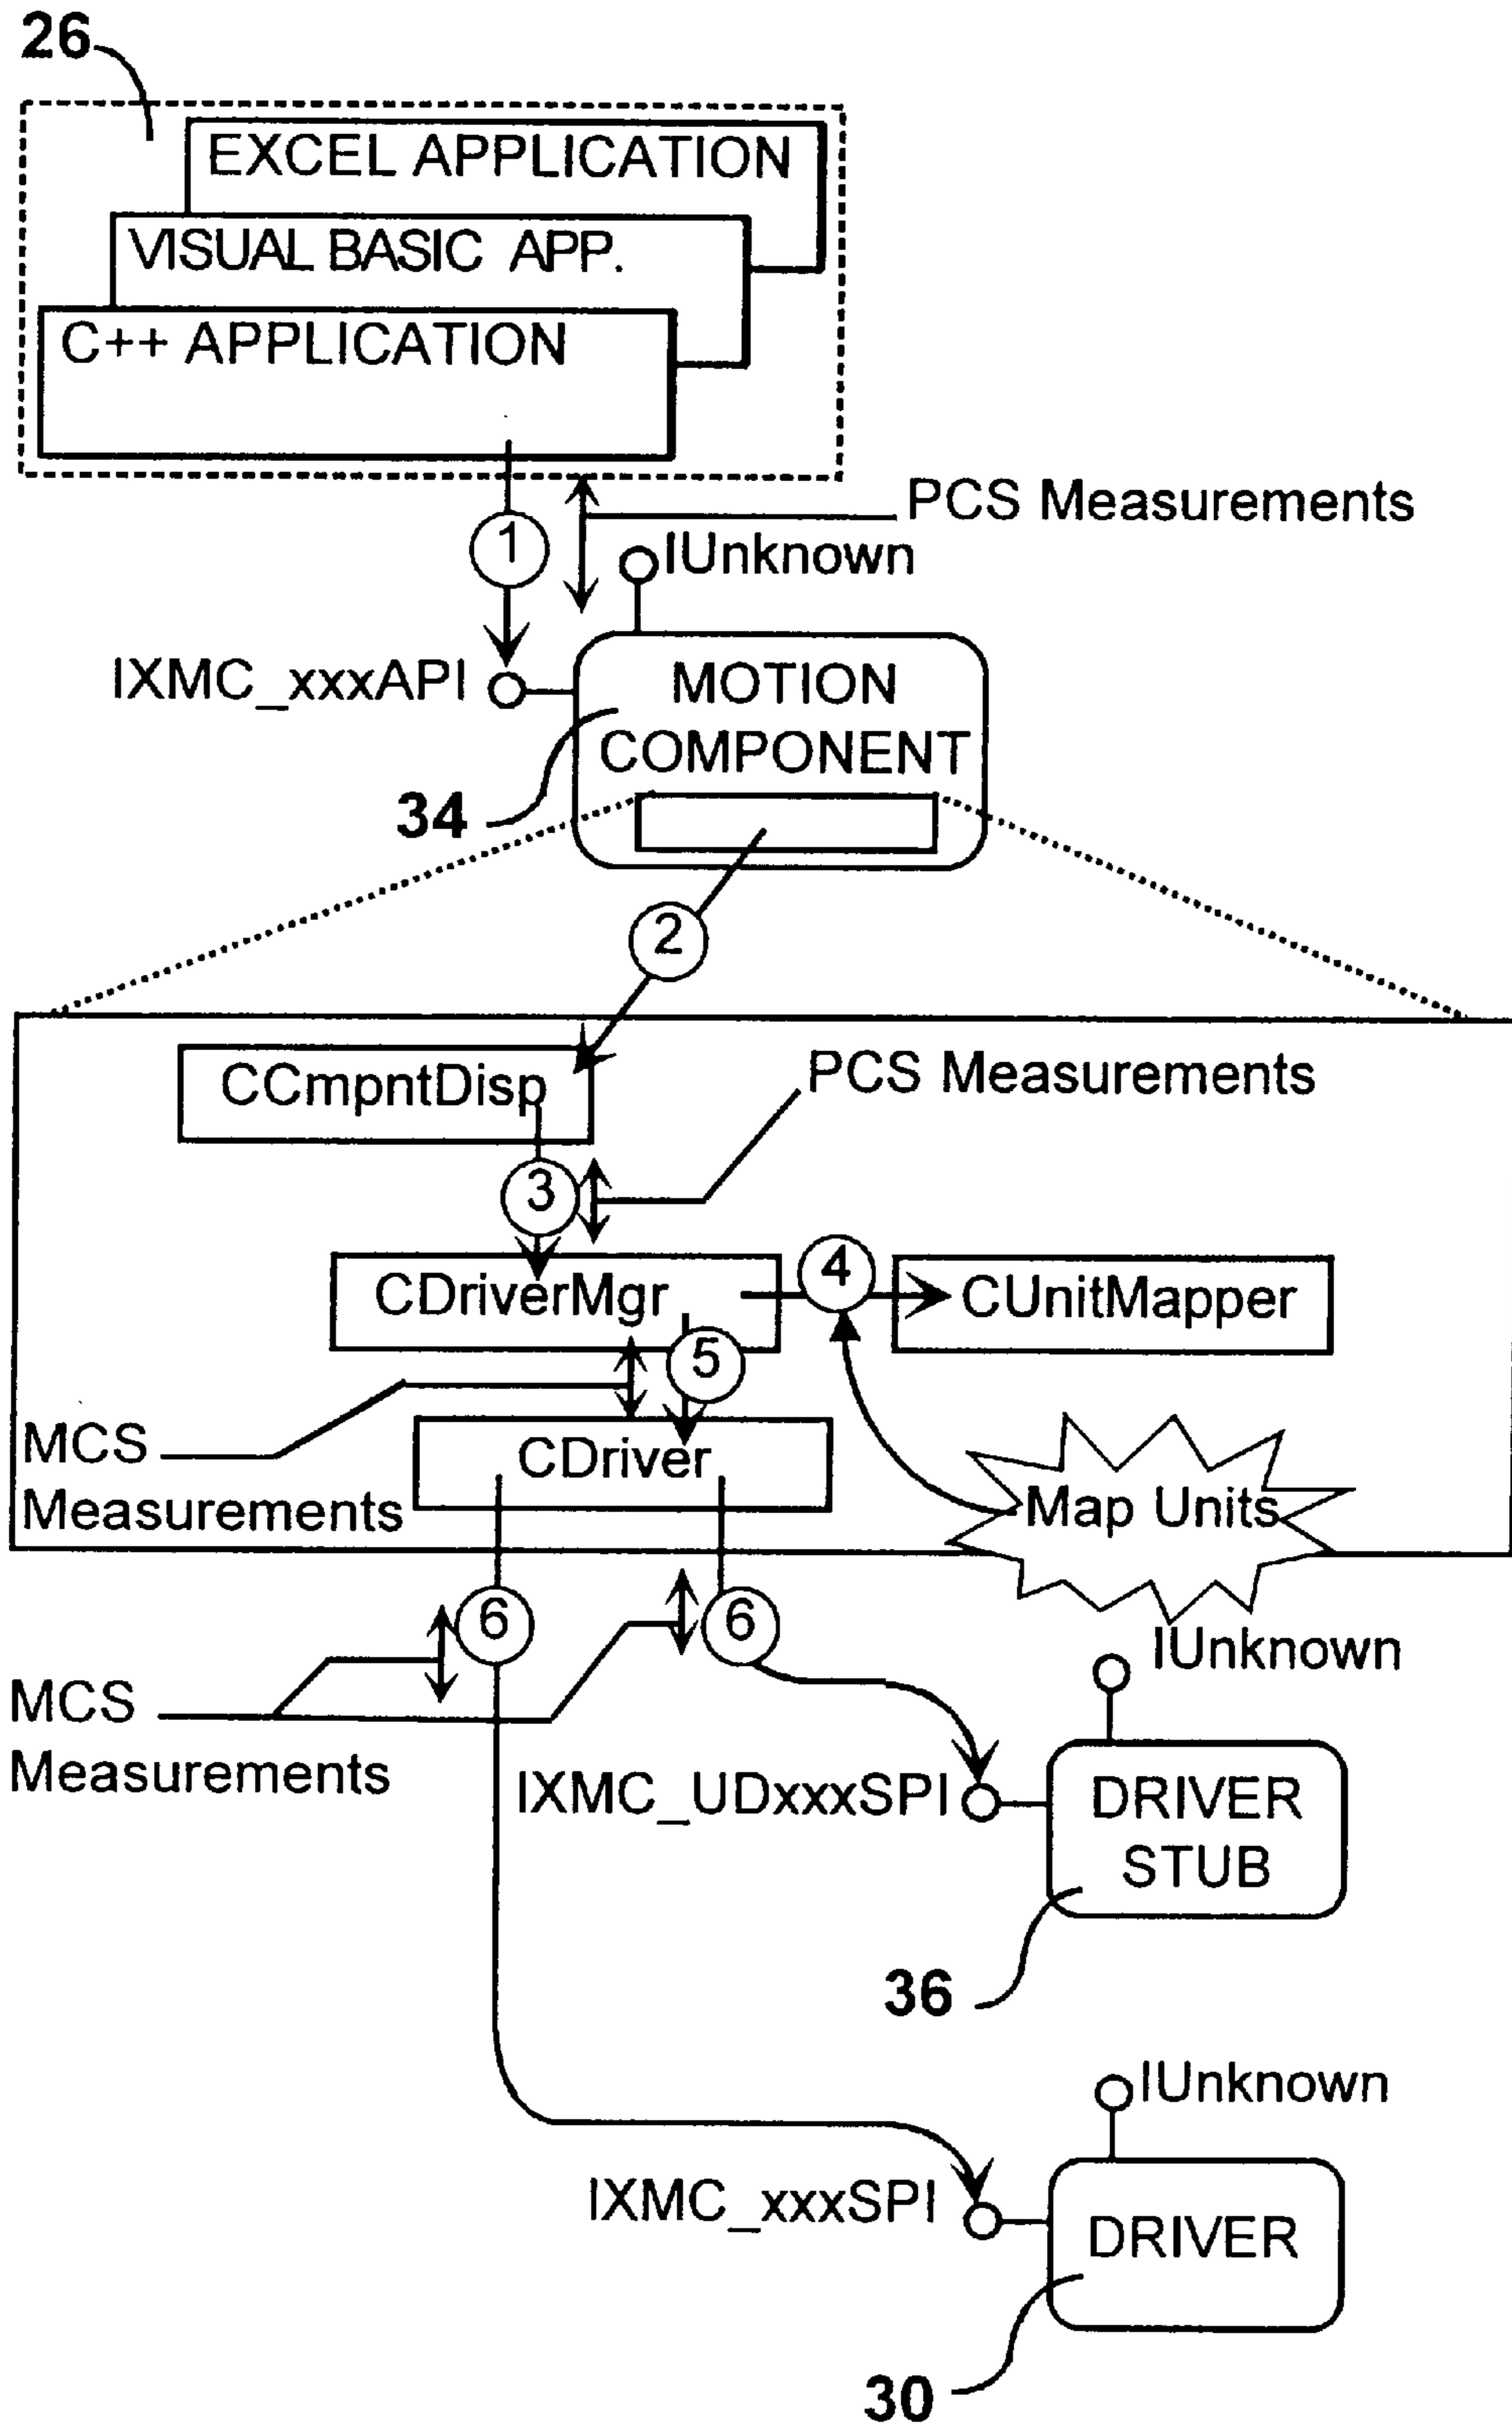 26
EXCEL APPLICATION
VISUAL BASIC APP.
C++ APPLICATION
PCS Measurements
1
IUnknown
IXMC_xxxAPI
MOTION
COMPONENT
34
2
CCmpntDisp
PCS Measurements
3
4
CDriverMgr
CUnitMapper
5
MCS
Measurements
CDriver
Map Units
6
6
IUnknown
MCS
Measurements
IXMC_UDxxxSPI
DRIVER
STUB
36
IUnknown
IXMC_xxxSPI
DRIVER
30